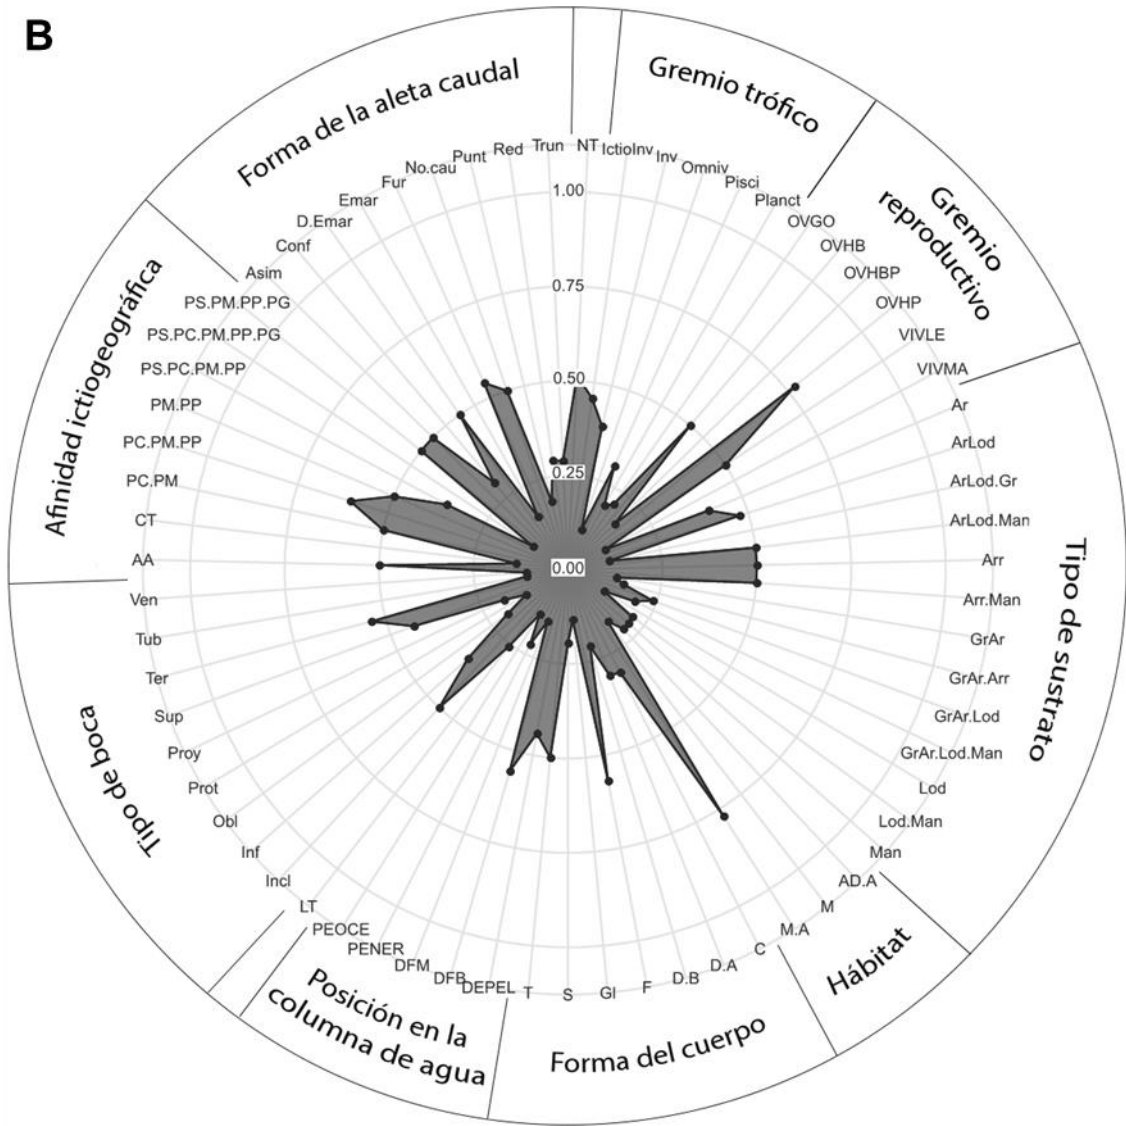 B
Forma de la aleta caudal
Gremio trófico
Gremio
reproductivo
Tipo de sustrato
Hábitat
Forma del cuerpo
Posición en la
columna de agua
Tipo de boca
Afinidad ictiogeográfica
NT
IctioInv
Inv
Omniv
Pisci
Planct
OVGO
OVHB
OVHBP
OVHP
VIVLE
VIVMA
Ar
ArLod
ArLod.Gr
ArLod.Man
Arr
Arr.Man
GrAr
GrAr.Arr
GrAr.Lod
GrAr.Lod.Man
Lod
Lod.Man
Man
AD.A
M
M.A
C
D.A
D.B
F
Gl
S
T
DEPEL
DFB
DFM
PENER
PEOCE
LT
Incl
Inf
Obl
Prot
Proy
Sup
Ter
Tub
Ven
AA
CT
PC.PM
PC.PM.PP
PM.PP
PS.PC.PM.PP
PS.PC.PM.PP.PG
PS.PM.PP.PG
Asim
Conf
D.Emar
Emar
Fur
No.cau
Punt
Red
Trun
1.00
0.75
0.50
0.25
0.00